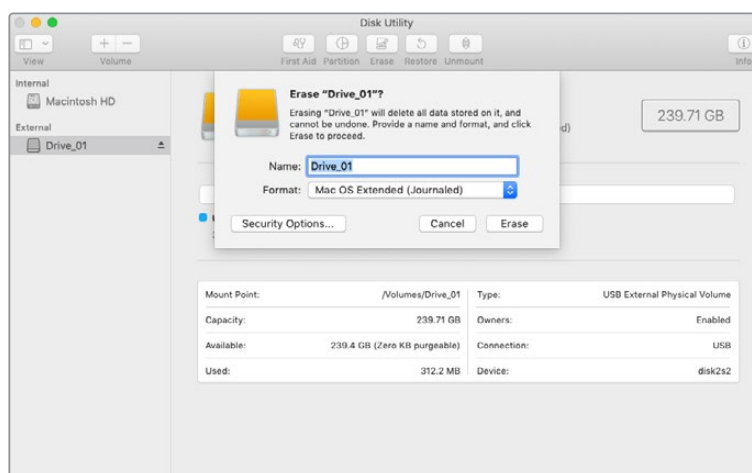 Disk Utility
View
Volume
First Aid Partition Erase Restore Unmount
Info
Internal
Macintosh HD
External
Drive_01
Erase "Drive_01"?
Erasing "Drive_01" will delete all data stored on it, and
cannot be undone. Provide a name and format, and click
Erase to proceed.
Name: Drive_01
Format: Mac OS Extended (Journaled)
Security Options... Cancel Erase
239.71 GB
Mount Point: /Volumes/Drive_01 Type: USB External Physical Volume
Capacity: 239.71 GB Owners: Enabled
Available: 239.4 GB (Zero KB purgeable) Connection: USB
Used: 312.2 MB Device: disk2s2